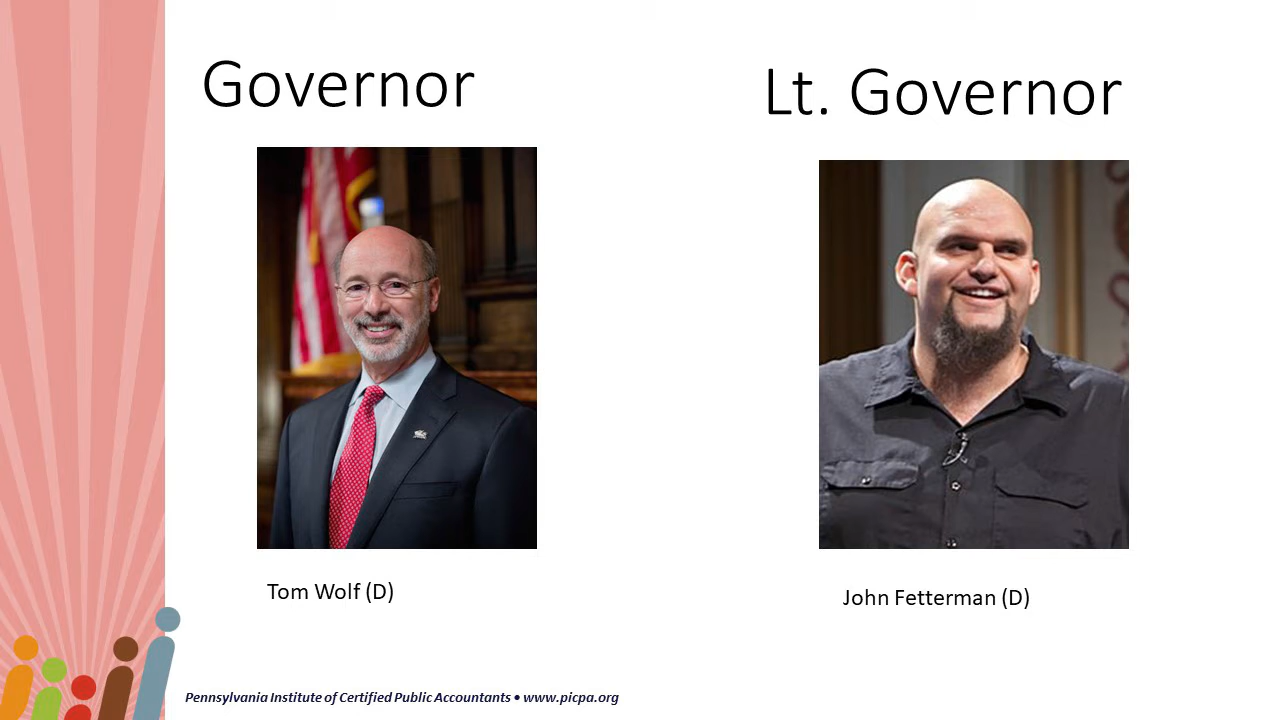 Governor
Lt. Governor
Tom Wolf (D)
John Fetterman (D)
Pennsylvania Institute of Certified Public Accountants • www.picpa.org